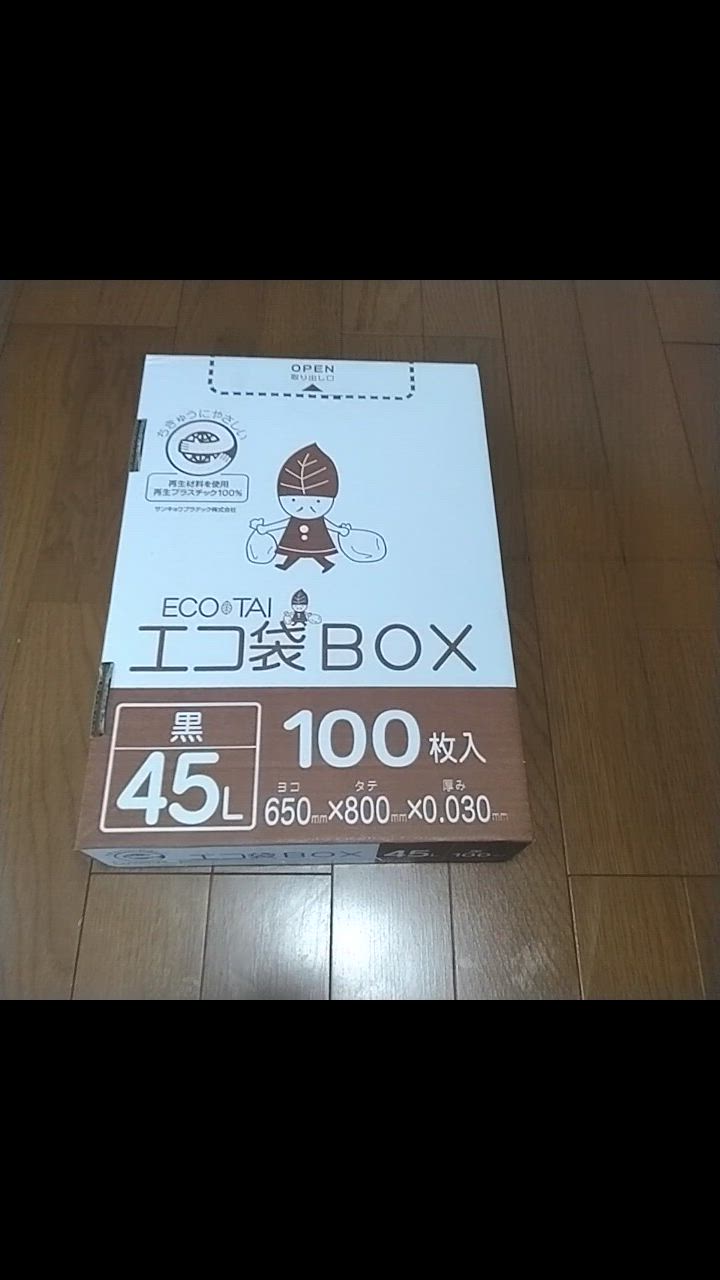 OPEN
取り出し口
ちきゅうにやさしい
再生材料を使用
再生プラスチック100%
サンキョウプラテック株式会社
ECO TAI
エコ袋BOX
黒
45L
100枚入
ヨコ タテ 厚み
650mm×800mm×0.030mm
エコ袋BOX 45L 100